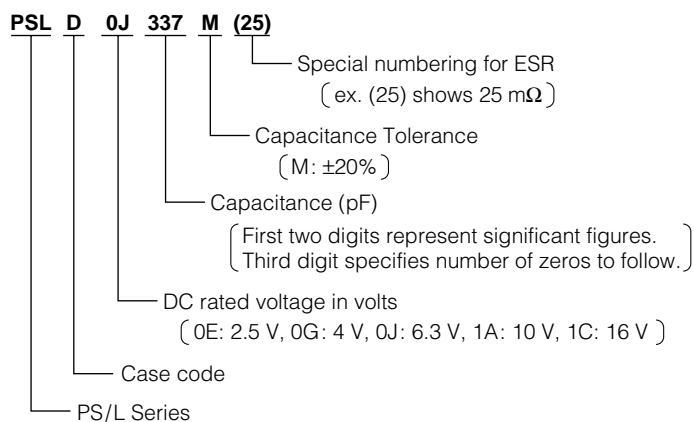 PSL D 0J 337 M (25)
Special numbering for ESR
( ex. (25) shows 25 mΩ )
Capacitance Tolerance
( M: ±20% )
Capacitance (pF)
First two digits represent significant figures.
Third digit specifies number of zeros to follow.
DC rated voltage in volts
( 0E: 2.5 V, 0G: 4 V, 0J: 6.3 V, 1A: 10 V, 1C: 16 V )
Case code
PS/L Series